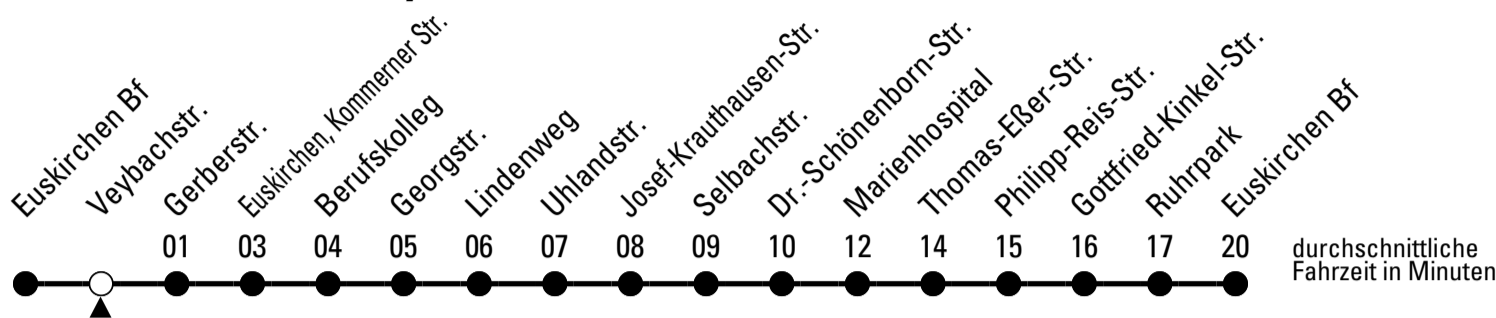 Euskirchen Bf
Veybachstr.
Gerberstr.
Euskirchen, Kommerner Str.
Berufskolleg
Georgstr.
Lindenweg
Uhlandstr.
Josef-Krauthausen-Str.
Selbachstr.
Dr.-Schönenborn-Str.
Marienhospital
Thomas-Eßer-Str.
Philipp-Reis-Str.
Gottfried-Kinkel-Str.
Ruhrpark
Euskirchen Bf
01 03 04 05 06 07 08 09 10 12 14 15 16 17 20
durchschnittliche
Fahrzeit in Minuten